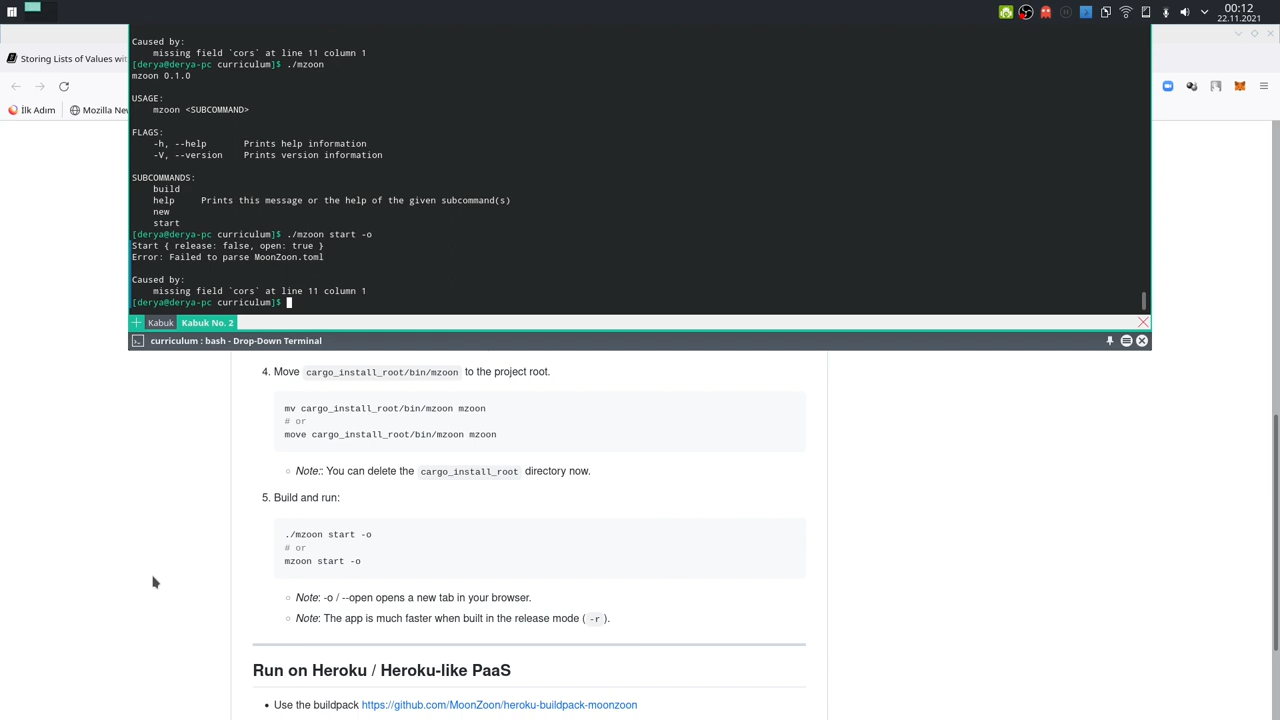 00:12
22.11.2021
Storing Lists of Values wit
İlk Adım
Mozilla New
Caused by:
missing field `cors` at line 11 column 1
[derya@derya-pc curriculum]$ ./mzoon
mzoon 0.1.0
USAGE:
mzoon <SUBCOMMAND>
FLAGS:
-h, --help Prints help information
-V, --version Prints version information
SUBCOMMANDS:
build
help Prints this message or the help of the given subcommand(s)
new
start
[derya@derya-pc curriculum]$ ./mzoon start -o
Start { release: false, open: true }
Error: Failed to parse MoonZoon.toml
Caused by:
missing field `cors` at line 11 column 1
[derya@derya-pc curriculum]$
Kabuk
Kabuk No. 2
curriculum : bash - Drop-Down Terminal
4. Move cargo_install_root/bin/mzoon to the project root.
mv cargo_install_root/bin/mzoon mzoon
# or
move cargo_install_root/bin/mzoon mzoon
Note:: You can delete the cargo_install_root directory now.
5. Build and run:
./mzoon start -o
# or
mzoon start -o
Note: -o / --open opens a new tab in your browser.
Note: The app is much faster when built in the release mode ( -r ).
Run on Heroku / Heroku-like PaaS
Use the buildpack https://github.com/MoonZoon/heroku-buildpack-moonzoon